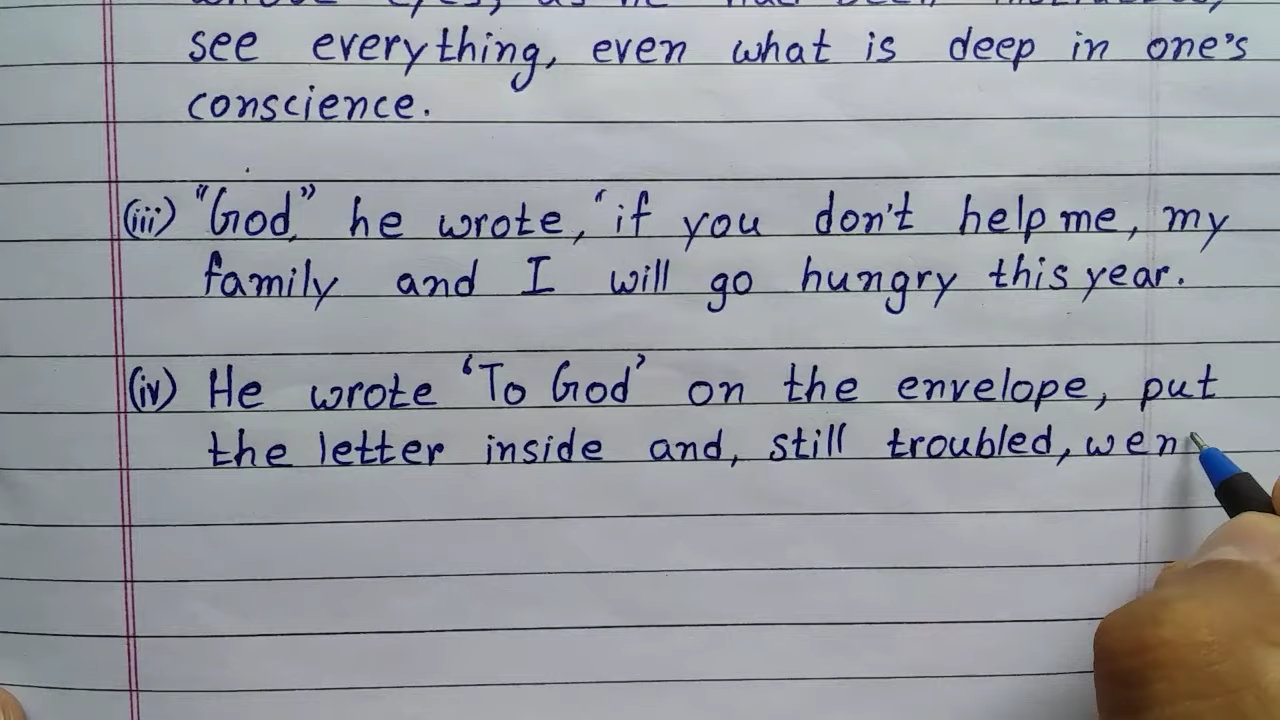 see everything, even what is deep in one's
conscience.
(iii) "God," he wrote, "if you don't help me, my
family and I will go hungry this year.
(iv) He wrote 'To God' on the envelope, put
the letter inside and, still troubled, wen